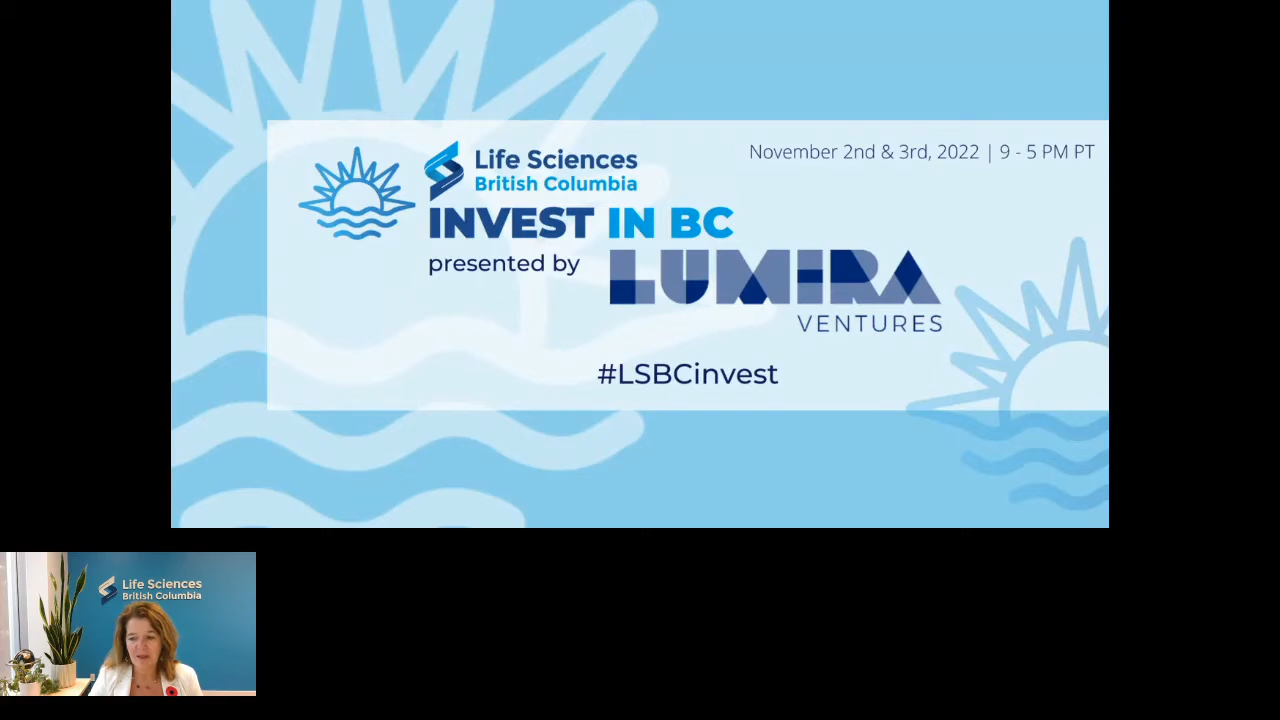 November 2nd & 3rd, 2022 | 9 - 5 PM PT
Life Sciences
British Columbia
INVEST IN BC
presented by
LUMIRA
VENTURES
#LSBCinvest
Life Sciences
British Columbia